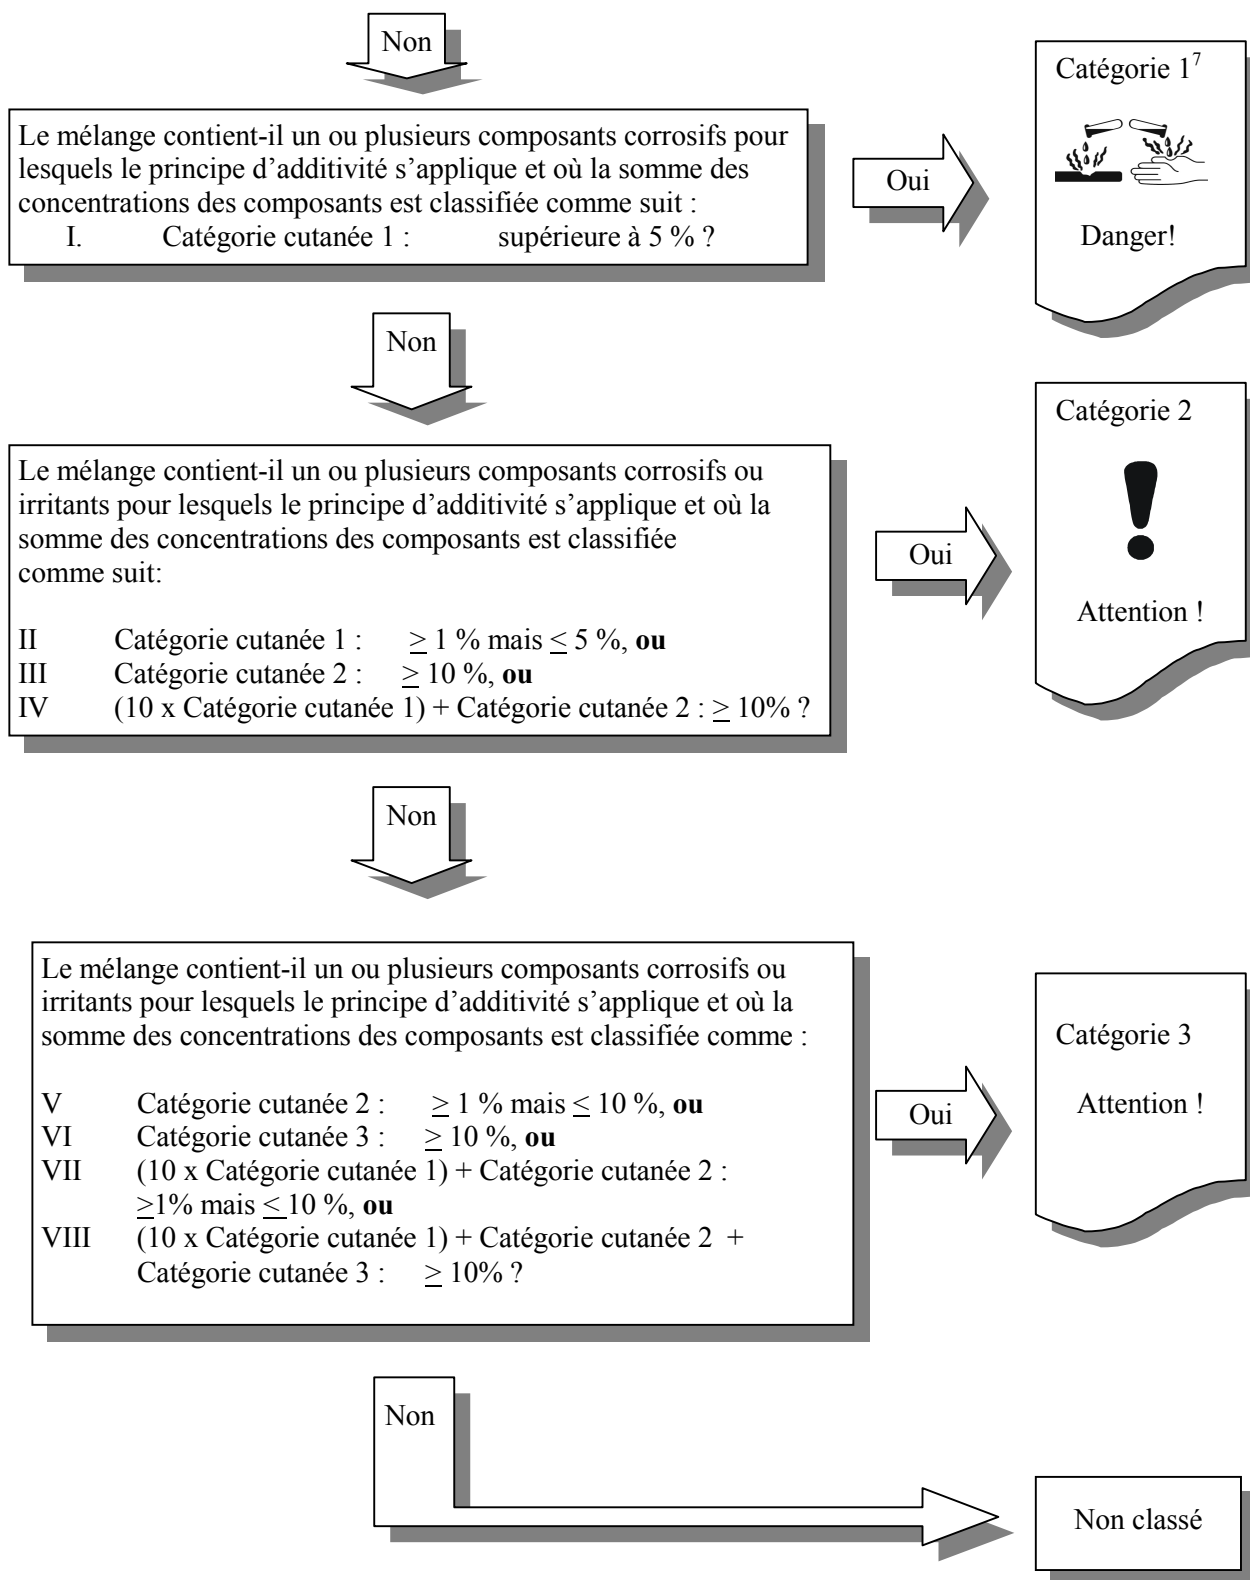 Non
Catégorie 1⁷
Le mélange contient-il un ou plusieurs composants corrosifs pour
lesquels le principe d’additivité s’applique et où la somme des
concentrations des composants est classifiée comme suit :
I. Catégorie cutanée 1 : supérieure à 5 % ?
Oui
Danger!
Non
Catégorie 2
Le mélange contient-il un ou plusieurs composants corrosifs ou
irritants pour lesquels le principe d’additivité s’applique et où la
somme des concentrations des composants est classifiée
comme suit:
Oui
Attention !
II Catégorie cutanée 1 : ≥ 1 % mais ≤ 5 %, ou
III Catégorie cutanée 2 : ≥ 10 %, ou
IV (10 x Catégorie cutanée 1) + Catégorie cutanée 2 : ≥ 10% ?
Non
Le mélange contient-il un ou plusieurs composants corrosifs ou
irritants pour lesquels le principe d’additivité s’applique et où la
somme des concentrations des composants est classifiée comme :
Catégorie 3
V Catégorie cutanée 2 : ≥ 1 % mais ≤ 10 %, ou
VI Catégorie cutanée 3 : ≥ 10 %, ou
VII (10 x Catégorie cutanée 1) + Catégorie cutanée 2 :
≥1% mais ≤ 10 %, ou
VIII (10 x Catégorie cutanée 1) + Catégorie cutanée 2 +
Catégorie cutanée 3 : ≥ 10% ?
Oui
Attention !
Non
Non classé